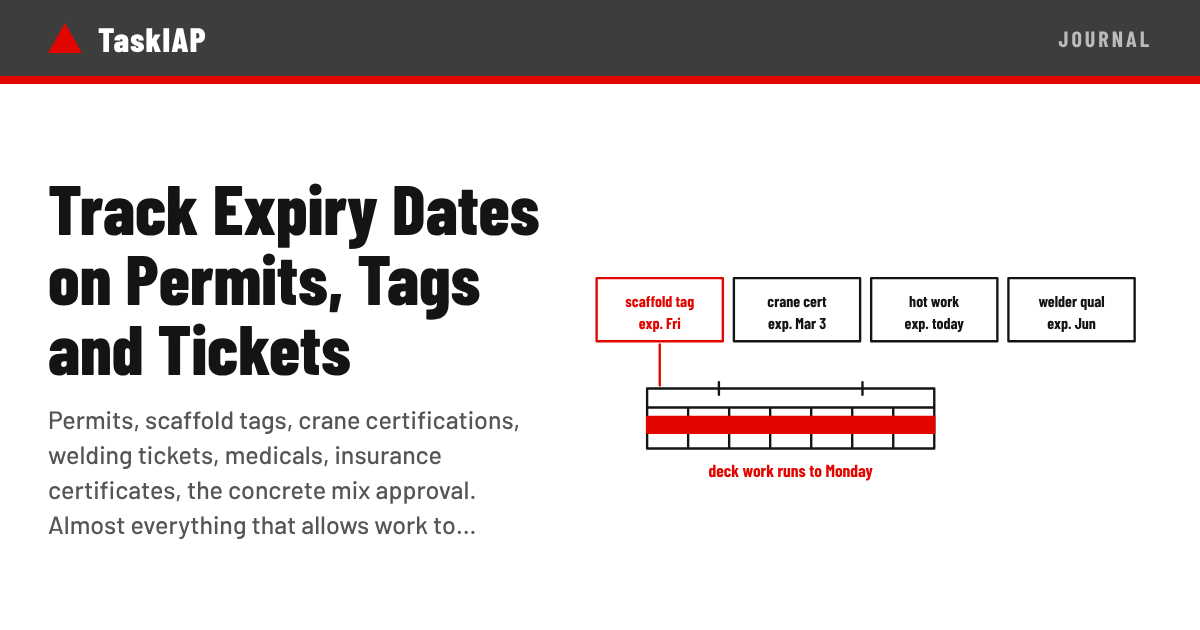 TaskIAP
JOURNAL
Track Expiry Dates
on Permits, Tags
and Tickets
Permits, scaffold tags, crane certifications,
welding tickets, medicals, insurance
certificates, the concrete mix approval.
Almost everything that allows work to...
scaffold tag
exp. Fri
crane cert
exp. Mar 3
hot work
exp. today
welder qual
exp. Jun
deck work runs to Monday